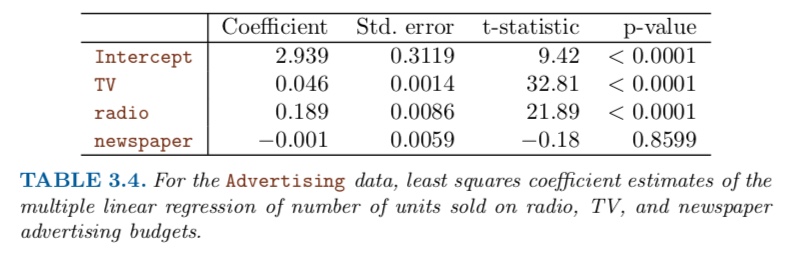 Coefficient Std. error t-statistic p-value
Intercept 2.939 0.3119 9.42 < 0.0001
TV 0.046 0.0014 32.81 < 0.0001
radio 0.189 0.0086 21.89 < 0.0001
newspaper −0.001 0.0059 −0.18 0.8599
TABLE 3.4. For the Advertising data, least squares coefficient estimates of the
multiple linear regression of number of units sold on radio, TV, and newspaper
advertising budgets.